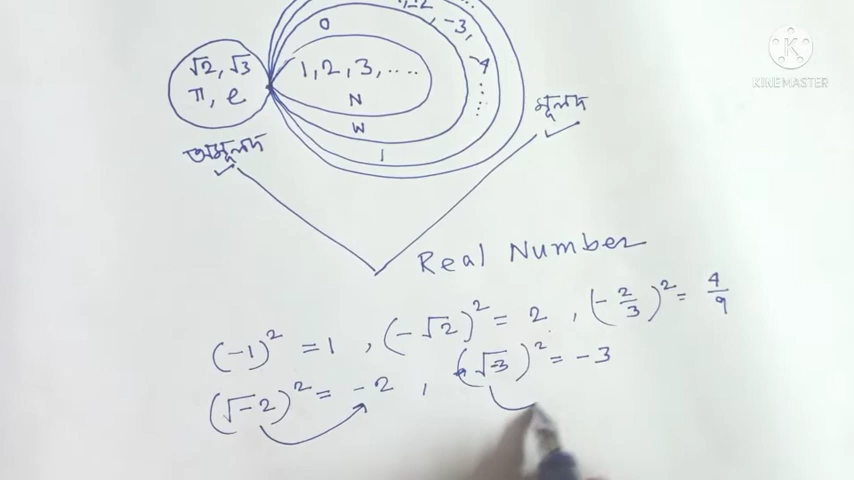 0
-2, -3,
-4
√2, √3
π, e
1, 2, 3, ....
N
W
I
অমূলদ
মূলদ
Real Number
(-1)² = 1, (-√2)² = 2, (-2/3)² = 4/9
(√-2)² = -2, (√-3)² = -3
KINEMASTER